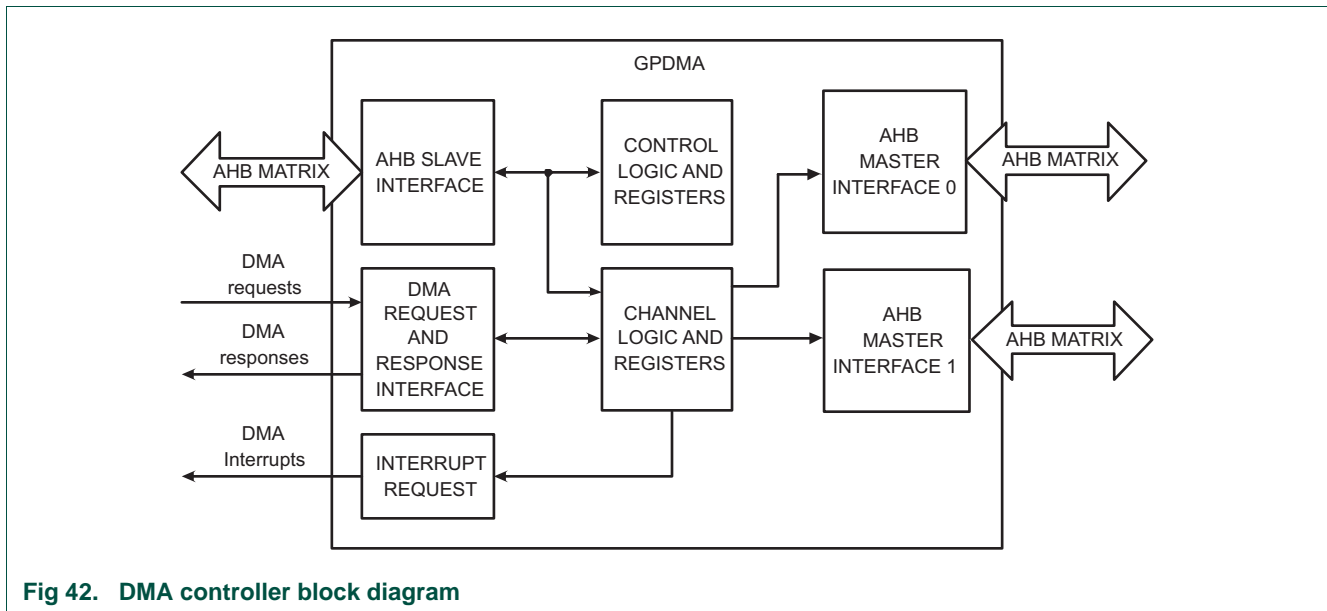 GPDMA
AHB MATRIX
AHB SLAVE
INTERFACE
CONTROL
LOGIC AND
REGISTERS
AHB
MASTER
INTERFACE 0
AHB MATRIX
DMA
requests
DMA
responses
DMA
REQUEST
AND
RESPONSE
INTERFACE
CHANNEL
LOGIC AND
REGISTERS
AHB
MASTER
INTERFACE 1
AHB MATRIX
DMA
Interrupts
INTERRUPT
REQUEST
Fig 42. DMA controller block diagram